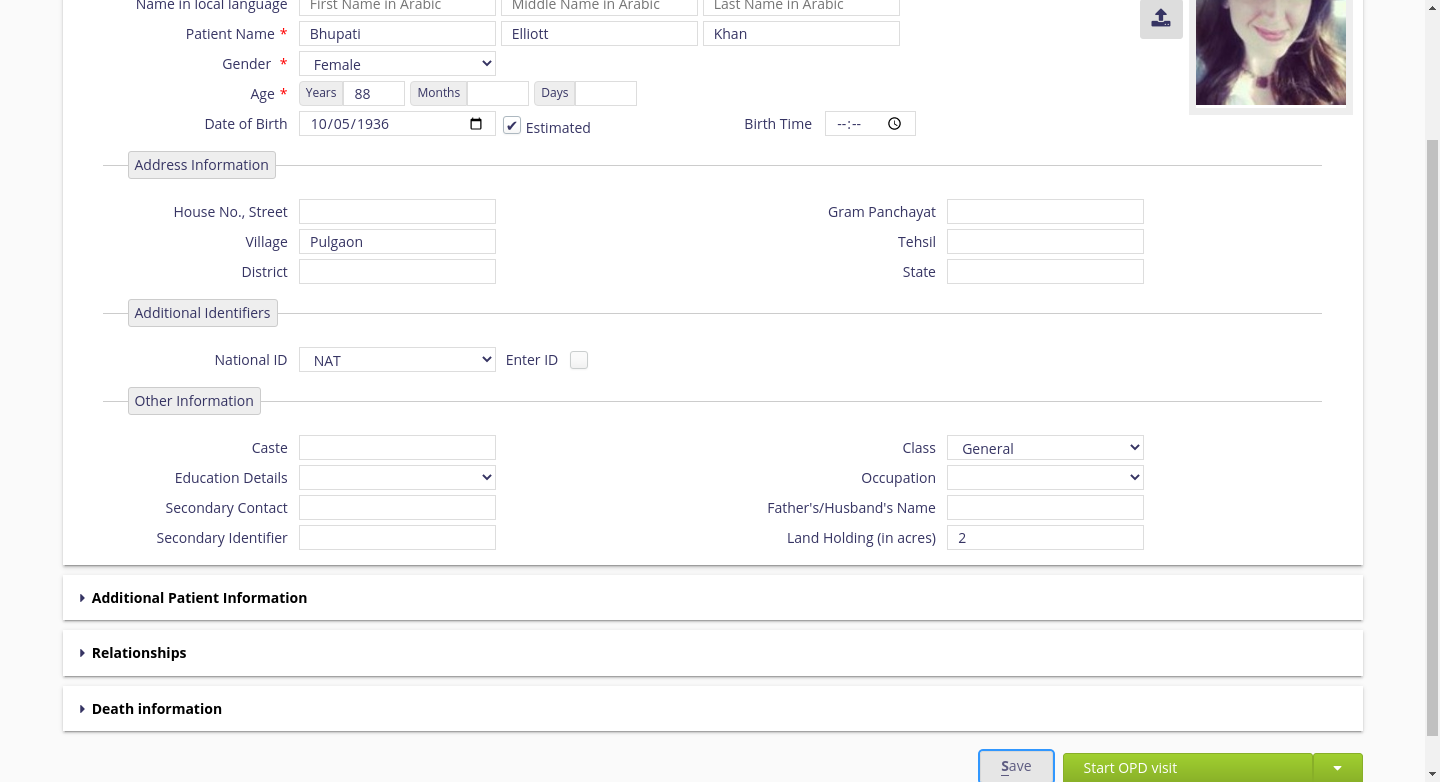 Name in local language First Name in Arabic Middle Name in Arabic Last Name in Arabic
Patient Name * Bhupati Elliott Khan
Gender * Female
Age * Years 88 Months Days
Date of Birth 10/05/1936 Estimated Birth Time --:--
Address Information
House No., Street Gram Panchayat
Village Pulgaon Tehsil
District State
Additional Identifiers
National ID NAT Enter ID
Other Information
Caste Class General
Education Details Occupation
Secondary Contact Father's/Husband's Name
Secondary Identifier Land Holding (in acres) 2
Additional Patient Information
Relationships
Death information
Save Start OPD visit